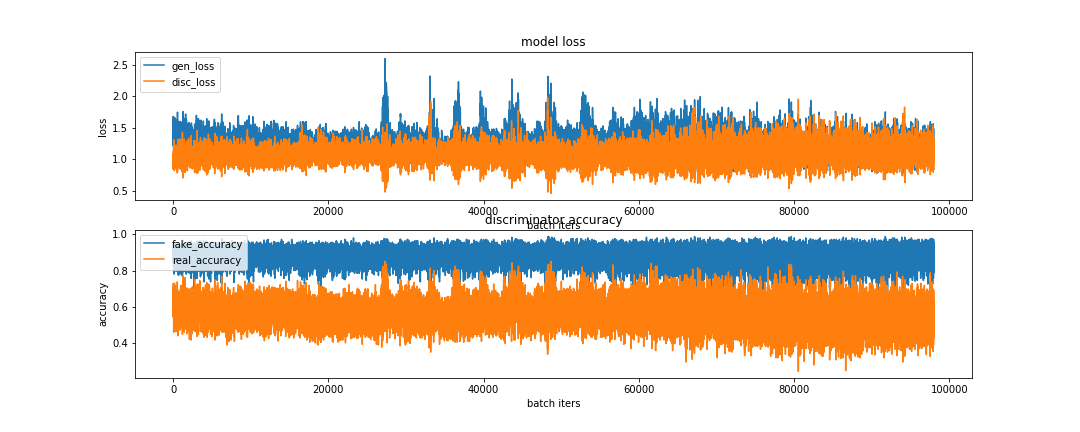 model loss
2.5
2.0
1.5
1.0
0.5
loss
gen_loss
disc_loss
0 20000 40000 60000 80000 100000
batch iters
discriminator accuracy
1.0
0.8
0.6
0.4
accuracy
fake_accuracy
real_accuracy
0 20000 40000 60000 80000 100000
batch iters